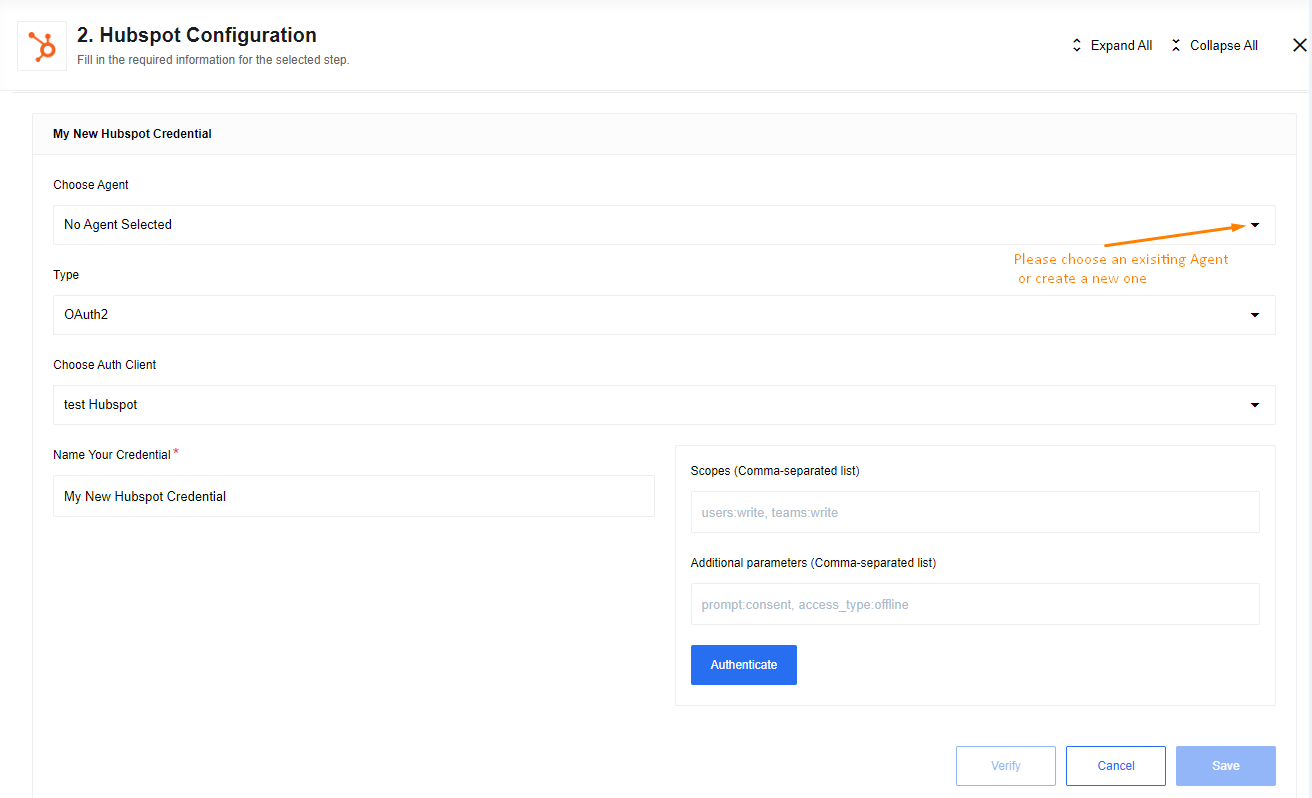 2. Hubspot Configuration
Fill in the required information for the selected step.
Expand All
Collapse All
My New Hubspot Credential
Choose Agent
No Agent Selected
Please choose an exisiting Agent
or create a new one
Type
OAuth2
Choose Auth Client
test Hubspot
Name Your Credential *
My New Hubspot Credential
Scopes (Comma-separated list)
users:write, teams:write
Additional parameters (Comma-separated list)
prompt:consent, access_type:offline
Authenticate
Verify
Cancel
Save